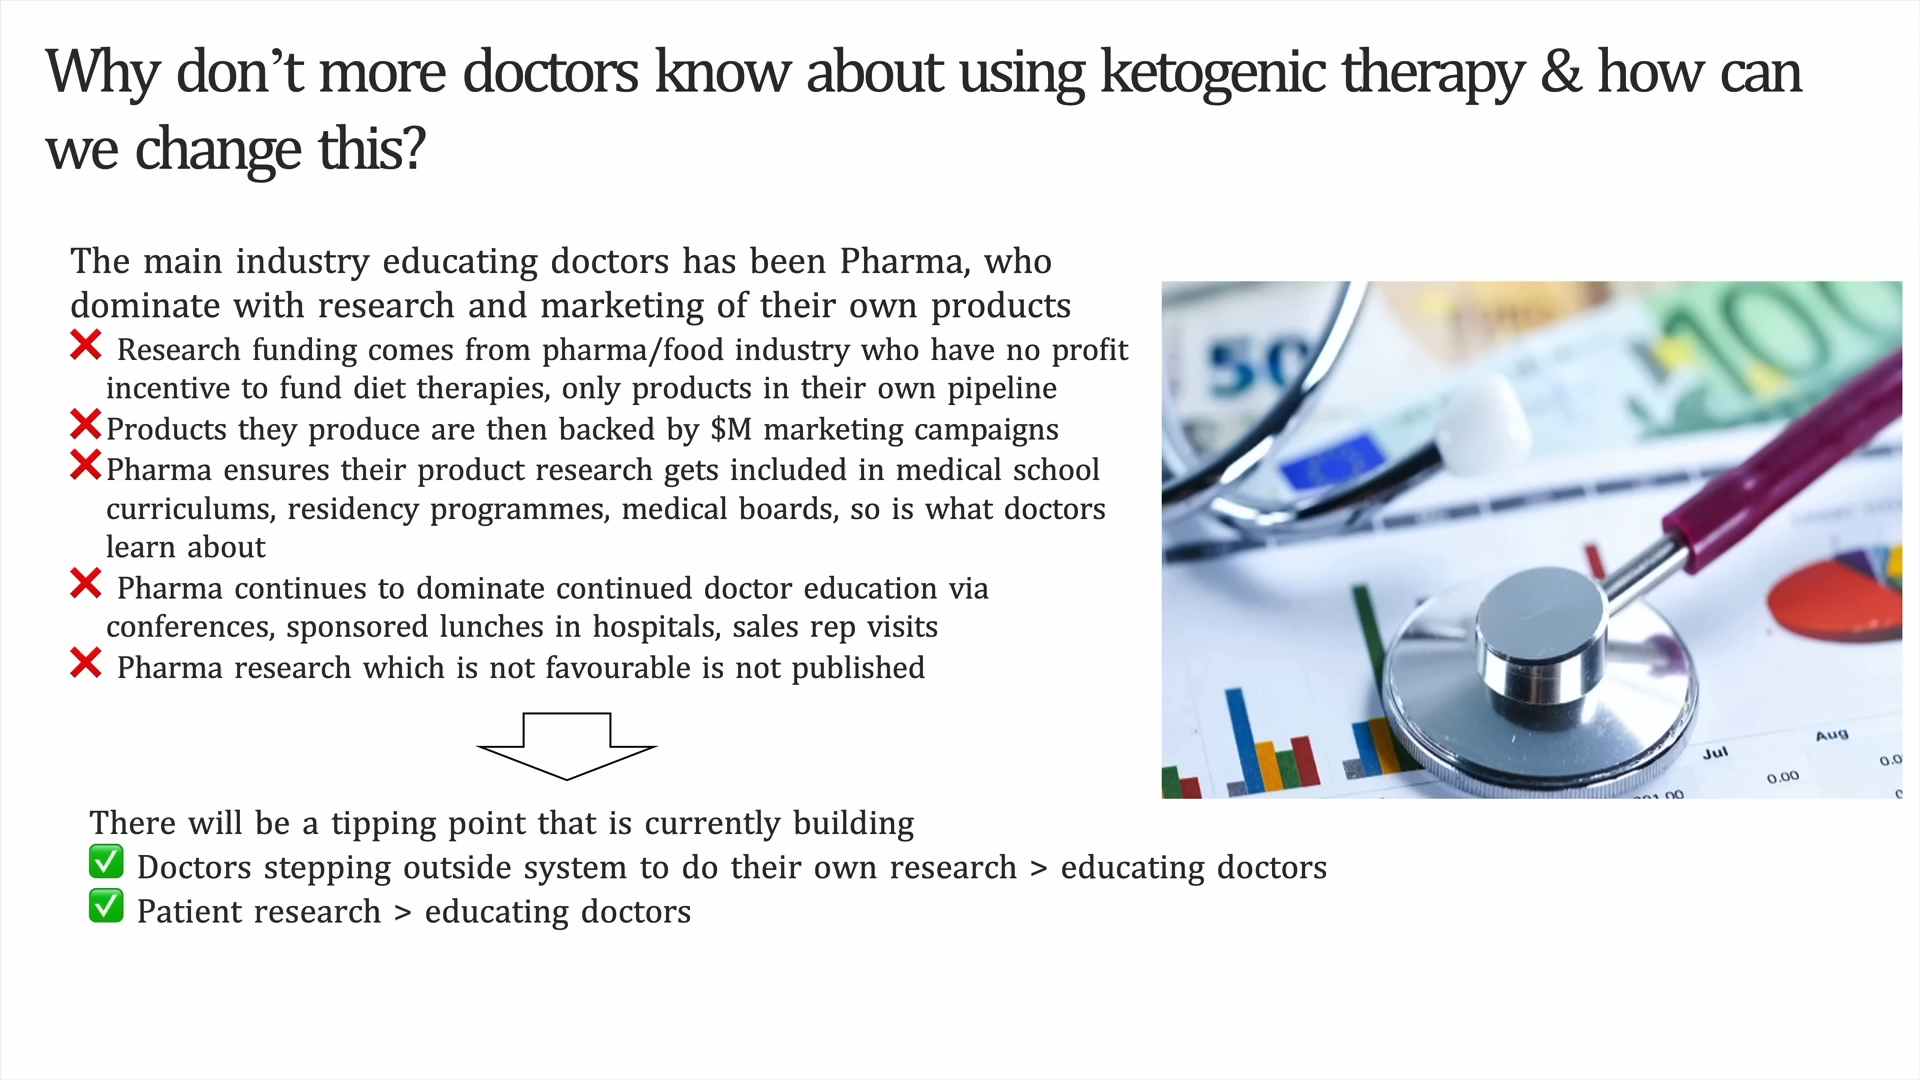 Why don’t more doctors know about using ketogenic therapy & how can
we change this?
The main industry educating doctors has been Pharma, who
dominate with research and marketing of their own products
❌ Research funding comes from pharma/food industry who have no profit
incentive to fund diet therapies, only products in their own pipeline
❌Products they produce are then backed by $M marketing campaigns
❌Pharma ensures their product research gets included in medical school
curriculums, residency programmes, medical boards, so is what doctors
learn about
❌ Pharma continues to dominate continued doctor education via
conferences, sponsored lunches in hospitals, sales rep visits
❌ Pharma research which is not favourable is not published
50
100
Jul
Aug
0.00
There will be a tipping point that is currently building
✅ Doctors stepping outside system to do their own research > educating doctors
✅ Patient research > educating doctors